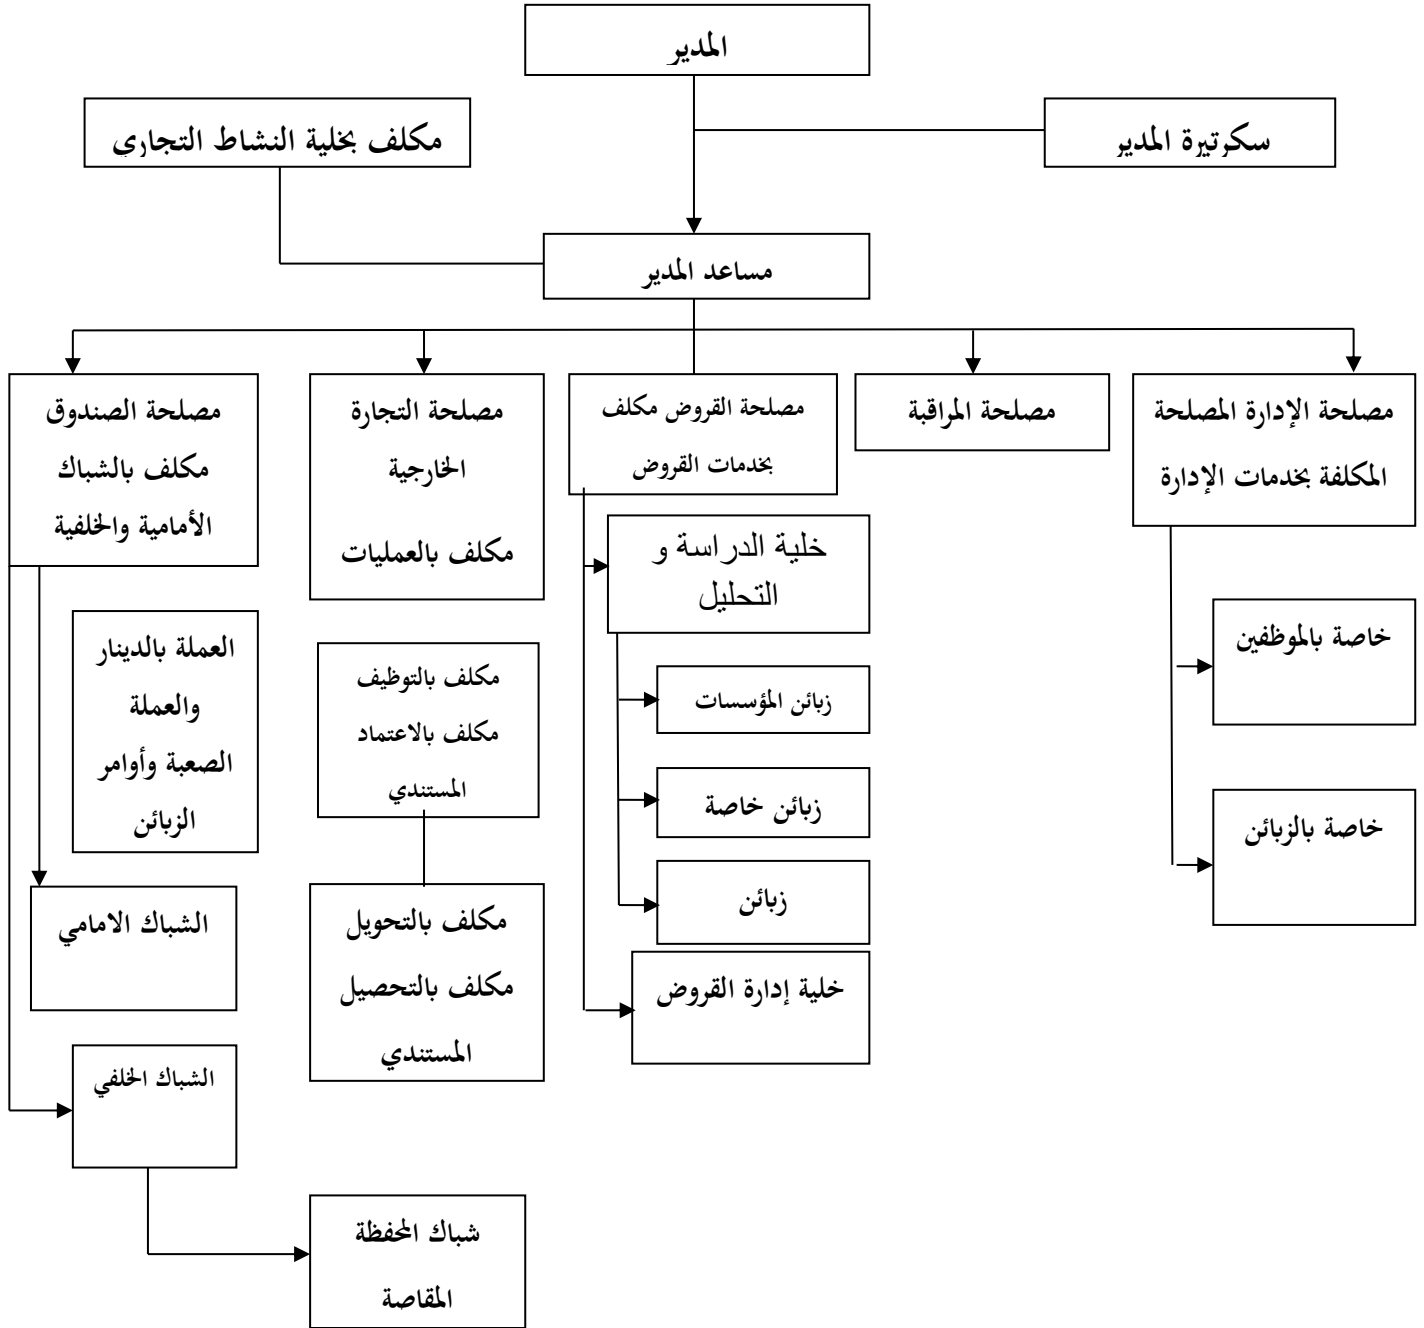 المدير
سكرتيرة المدير
مكلف بخلية النشاط التجاري
مساعد المدير
مصلحة الإدارة المصلحة
المكلفة بخدمات الإدارة
مصلحة المراقبة
مصلحة القروض مكلف
بخدمات القروض
مصلحة التجارة
الخارجية
مكلف بالعمليات
مصلحة الصندوق
مكلف بالشباك
الأمامية والخلفية
خاصة بالموظفين
خاصة بالزبائن
خلية الدراسة و
التحليل
زبائن المؤسسات
زبائن خاصة
زبائن
خلية إدارة القروض
مكلف بالتوظيف
مكلف بالاعتماد
المستندي
مكلف بالتحويل
مكلف بالتحصيل
المستندي
العملة بالدينار
والعملة
الصعبة وأوامر
الزبائن
الشباك الامامي
الشباك الخلفي
شباك المحفظة
المقاصة